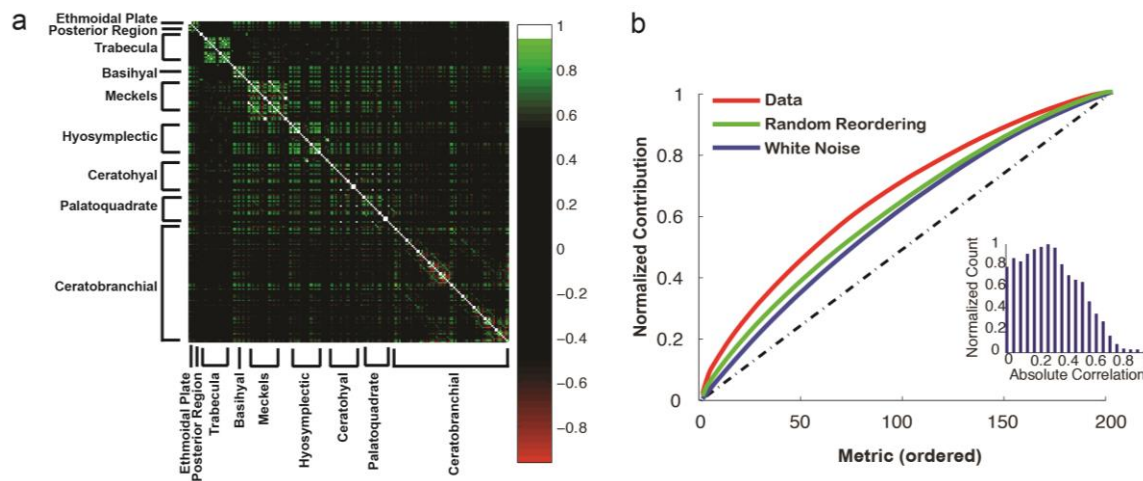 a
Ethmoidal Plate
Posterior Region
Trabecula
Basihyal
Meckels
Hyosymplectic
Ceratohyal
Palatoquadrate
Ceratobranchial
Ethmoidal Plate
Posterior Region
Trabecula
Basihyal
Meckels
Hyosymplectic
Ceratohyal
Palatoquadrate
Ceratobranchial
1
0.8
0.6
0.4
0.2
0
−0.2
−0.4
−0.6
−0.8
b
Normalized Contribution
1
0.8
0.6
0.4
0.2
0
50
100
150
200
Metric (ordered)
Data
Random Reordering
White Noise
Normalized Count
1
0.8
0.6
0.4
0.2
0
0 0.2 0.4 0.6 0.8
Absolute Correlation